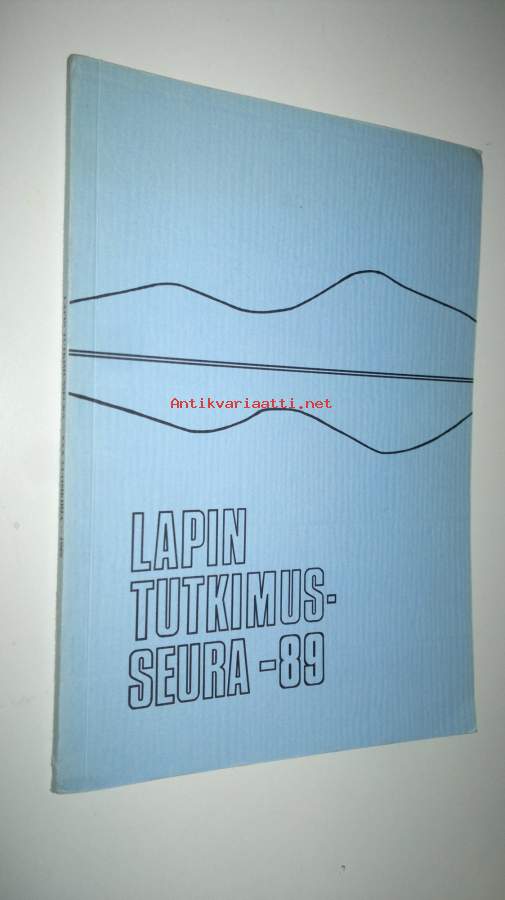 Antikvariaatti.net
LAPIN
TUTKIMUS-
SEURA -89